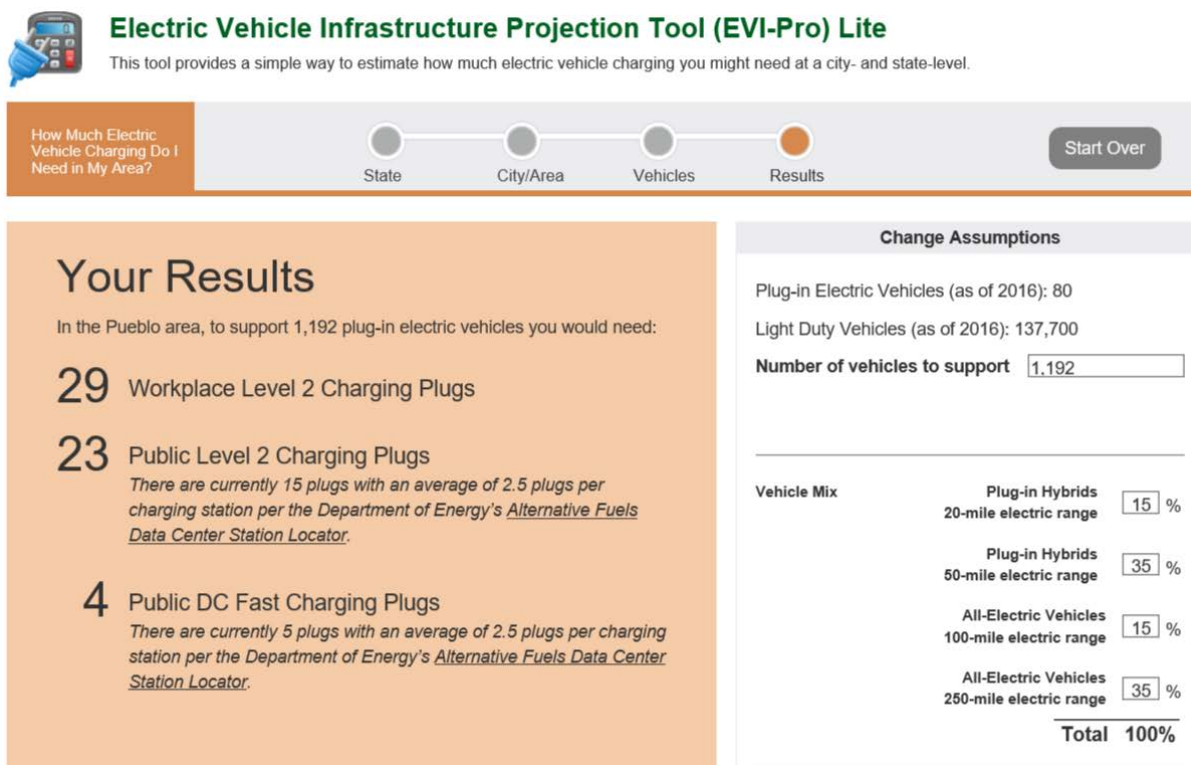 Electric Vehicle Infrastructure Projection Tool (EVI-Pro) Lite
This tool provides a simple way to estimate how much electric vehicle charging you might need at a city- and state-level.
How Much Electric
Vehicle Charging Do I
Need in My Area?
State
City/Area
Vehicles
Results
Start Over
Your Results
In the Pueblo area, to support 1,192 plug-in electric vehicles you would need:
29 Workplace Level 2 Charging Plugs
23 Public Level 2 Charging Plugs
There are currently 15 plugs with an average of 2.5 plugs per
charging station per the Department of Energy's Alternative Fuels
Data Center Station Locator.
4 Public DC Fast Charging Plugs
There are currently 5 plugs with an average of 2.5 plugs per charging
station per the Department of Energy's Alternative Fuels Data Center
Station Locator.
Change Assumptions
Plug-in Electric Vehicles (as of 2016): 80
Light Duty Vehicles (as of 2016): 137,700
Number of vehicles to support 1,192
Vehicle Mix
Plug-in Hybrids
20-mile electric range 15 %
Plug-in Hybrids
50-mile electric range 35 %
All-Electric Vehicles
100-mile electric range 15 %
All-Electric Vehicles
250-mile electric range 35 %
Total 100%